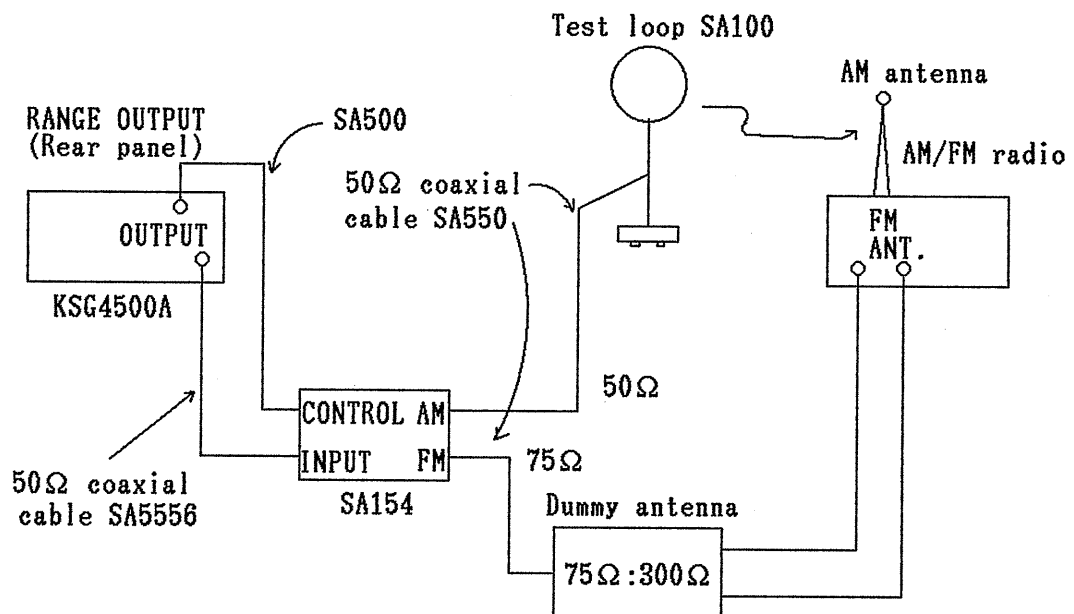 Test loop SA100
AM antenna
RANGE OUTPUT
(Rear panel)
SA500
AM/FM radio
50Ω coaxial
cable SA550
OUTPUT
FM
ANT.
KSG4500A
50Ω
CONTROL AM
INPUT FM
75Ω
50Ω coaxial
cable SA5556
SA154
Dummy antenna
75Ω:300Ω